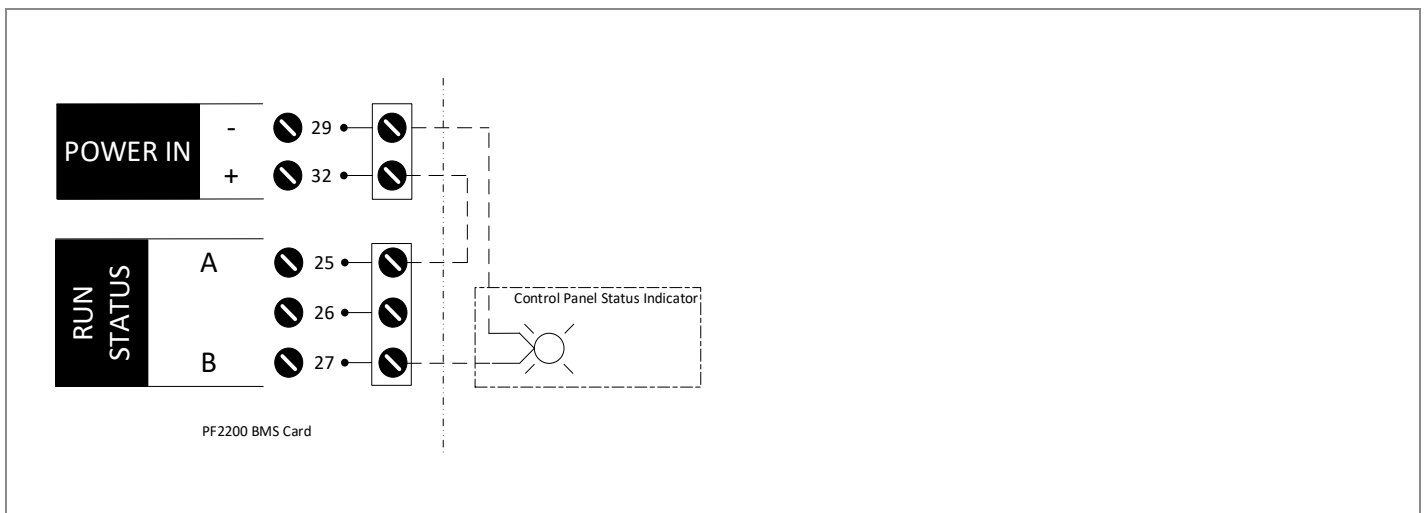 POWER IN
-
29
+
32
RUN
STATUS
A
25
26
B
27
Control Panel Status Indicator
PF2200 BMS Card